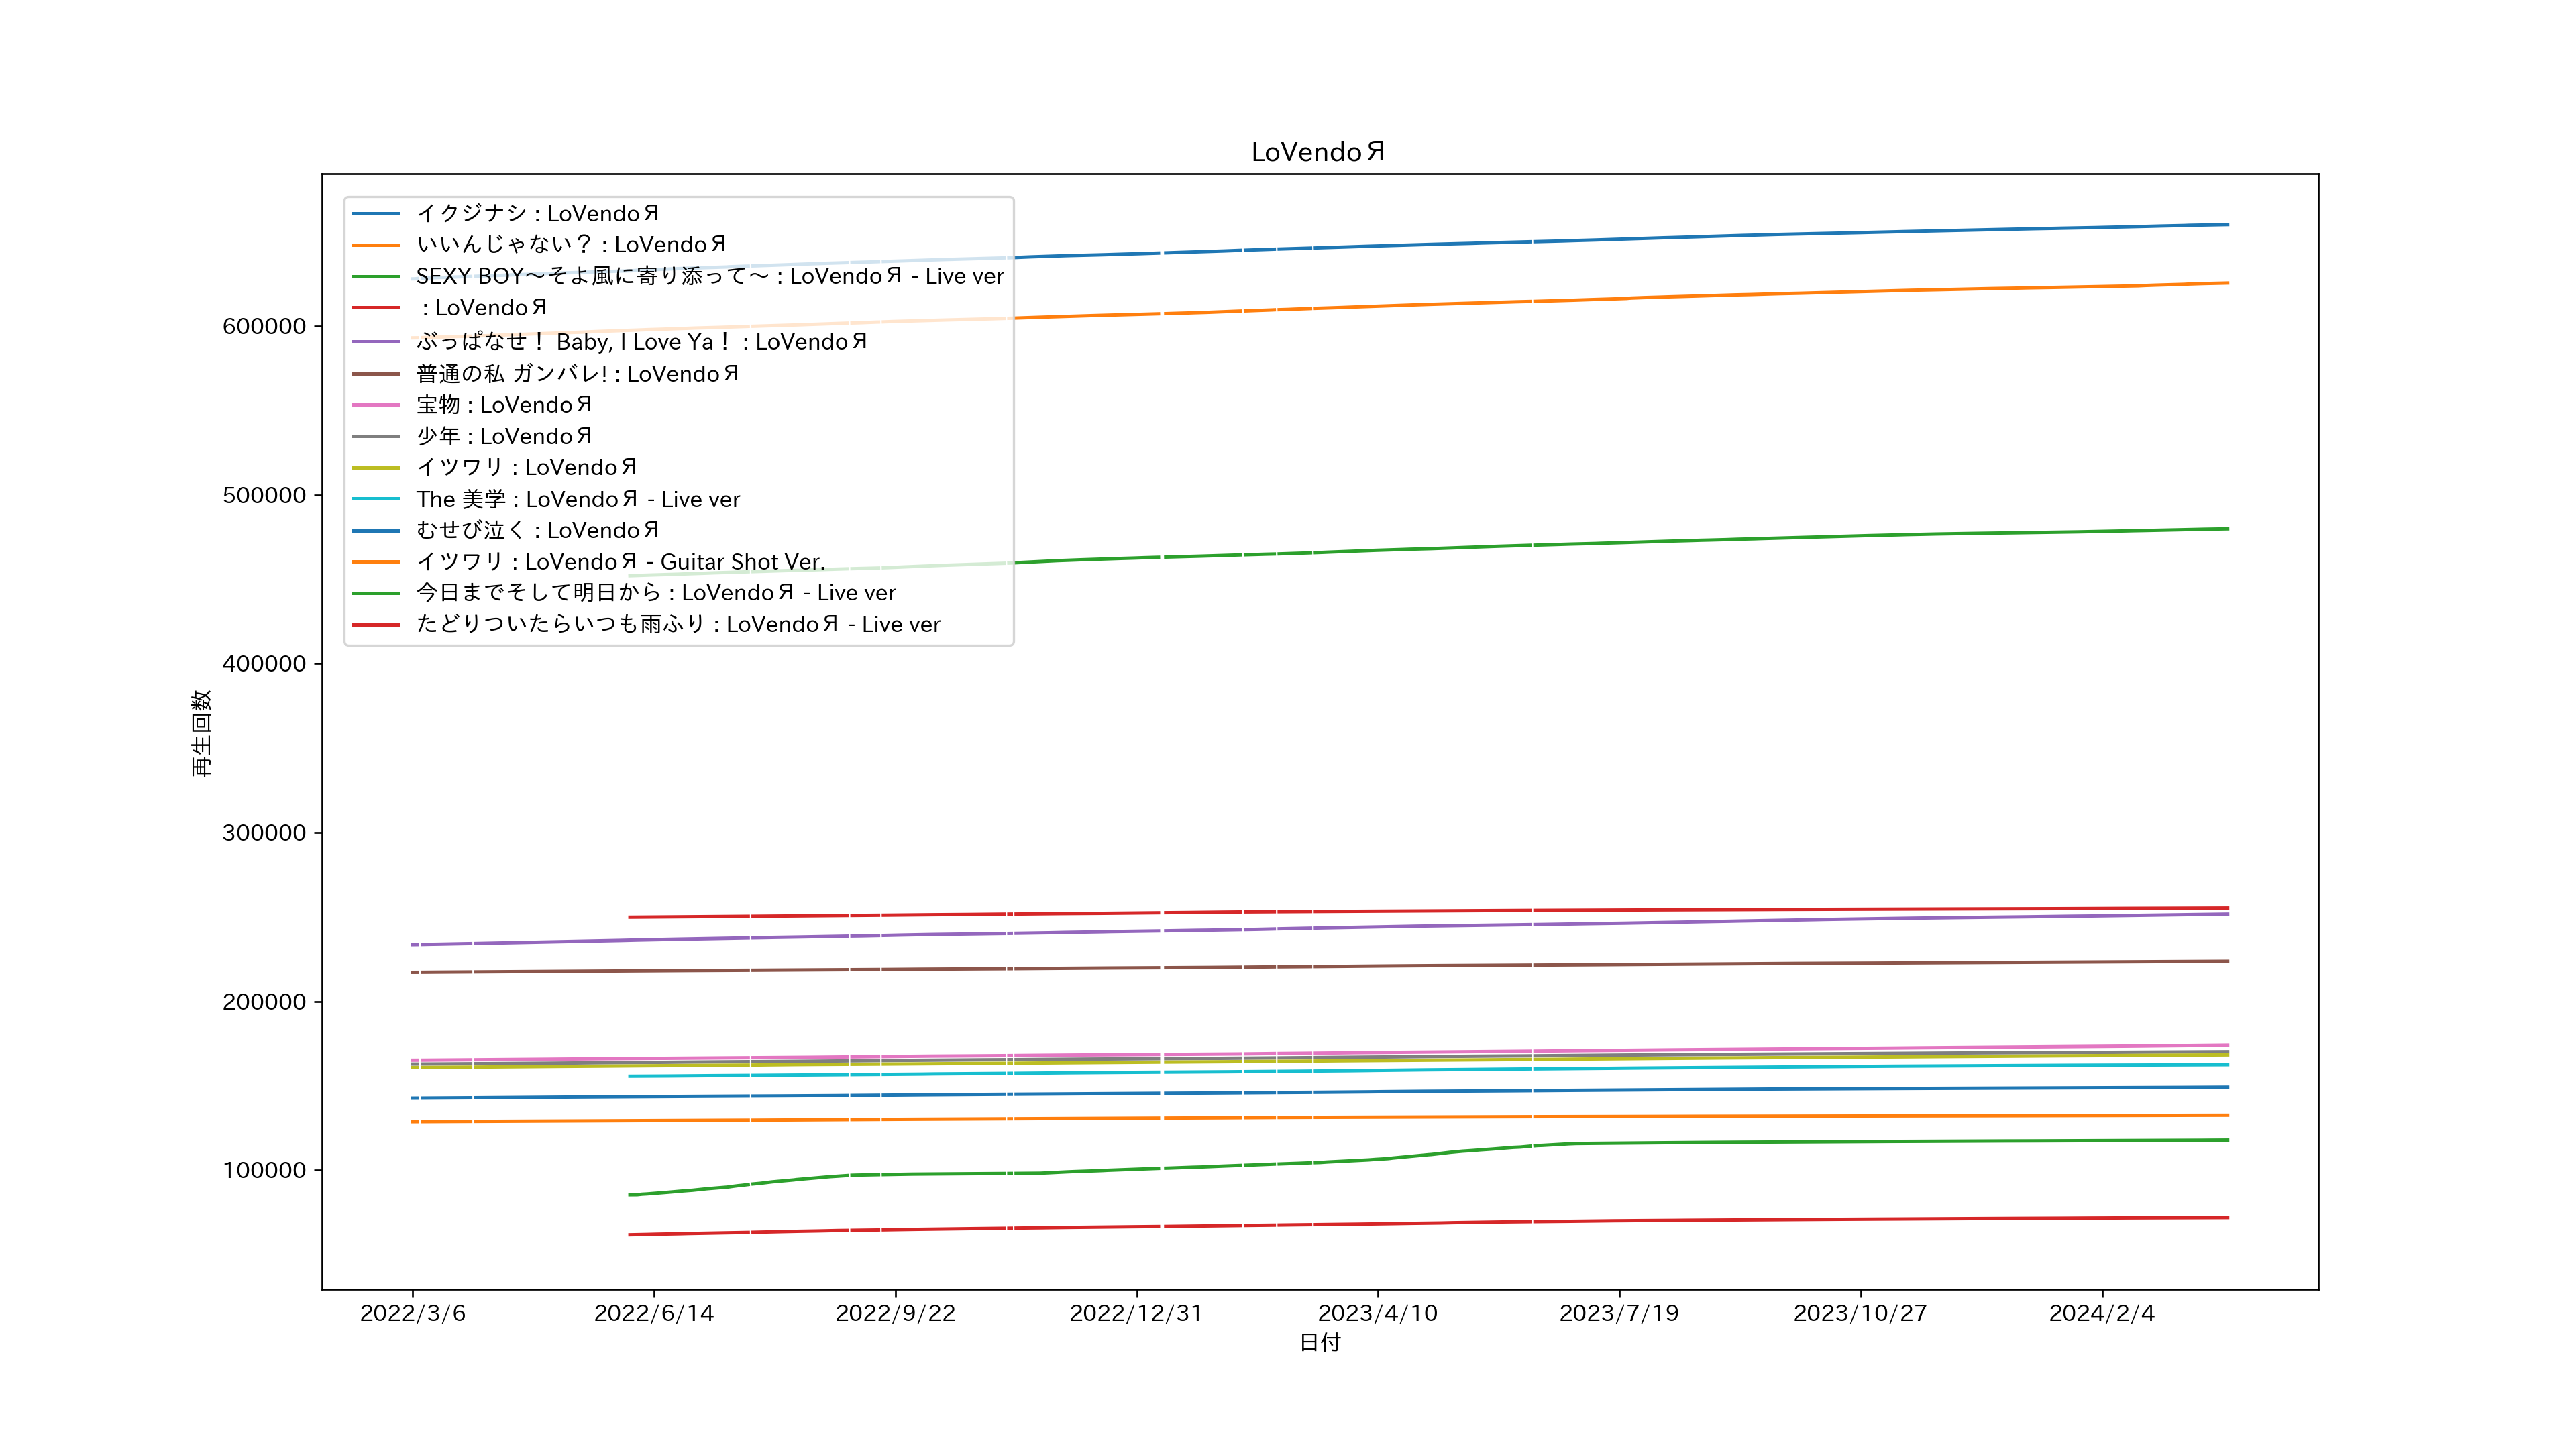 LoVendoЯ
イクジナシ : LoVendoЯ
いいんじゃない？ : LoVendoЯ
SEXY BOY～そよ風に寄り添って～ : LoVendoЯ - Live ver
: LoVendoЯ
ぶっぱなせ！ Baby, I Love Ya！ : LoVendoЯ
普通の私 ガンバレ! : LoVendoЯ
宝物 : LoVendoЯ
少年 : LoVendoЯ
イツワリ : LoVendoЯ
The 美学 : LoVendoЯ - Live ver
むせび泣く : LoVendoЯ
イツワリ : LoVendoЯ - Guitar Shot Ver.
今日までそして明日から : LoVendoЯ - Live ver
たどりついたらいつも雨ふり : LoVendoЯ - Live ver
600000
500000
400000
300000
200000
100000
再生回数
2022/3/6 2022/6/14 2022/9/22 2022/12/31 2023/4/10 2023/7/19 2023/10/27 2024/2/4
日付